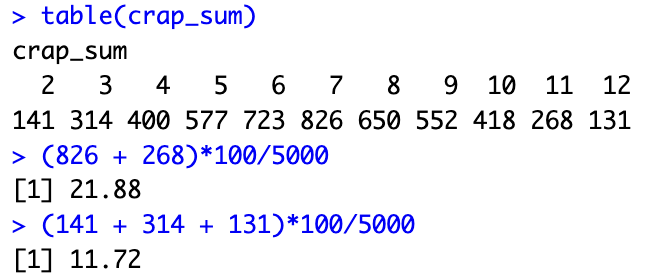 > table(crap_sum)
crap_sum
2 3 4 5 6 7 8 9 10 11 12
141 314 400 577 723 826 650 552 418 268 131
> (826 + 268)*100/5000
[1] 21.88
> (141 + 314 + 131)*100/5000
[1] 11.72